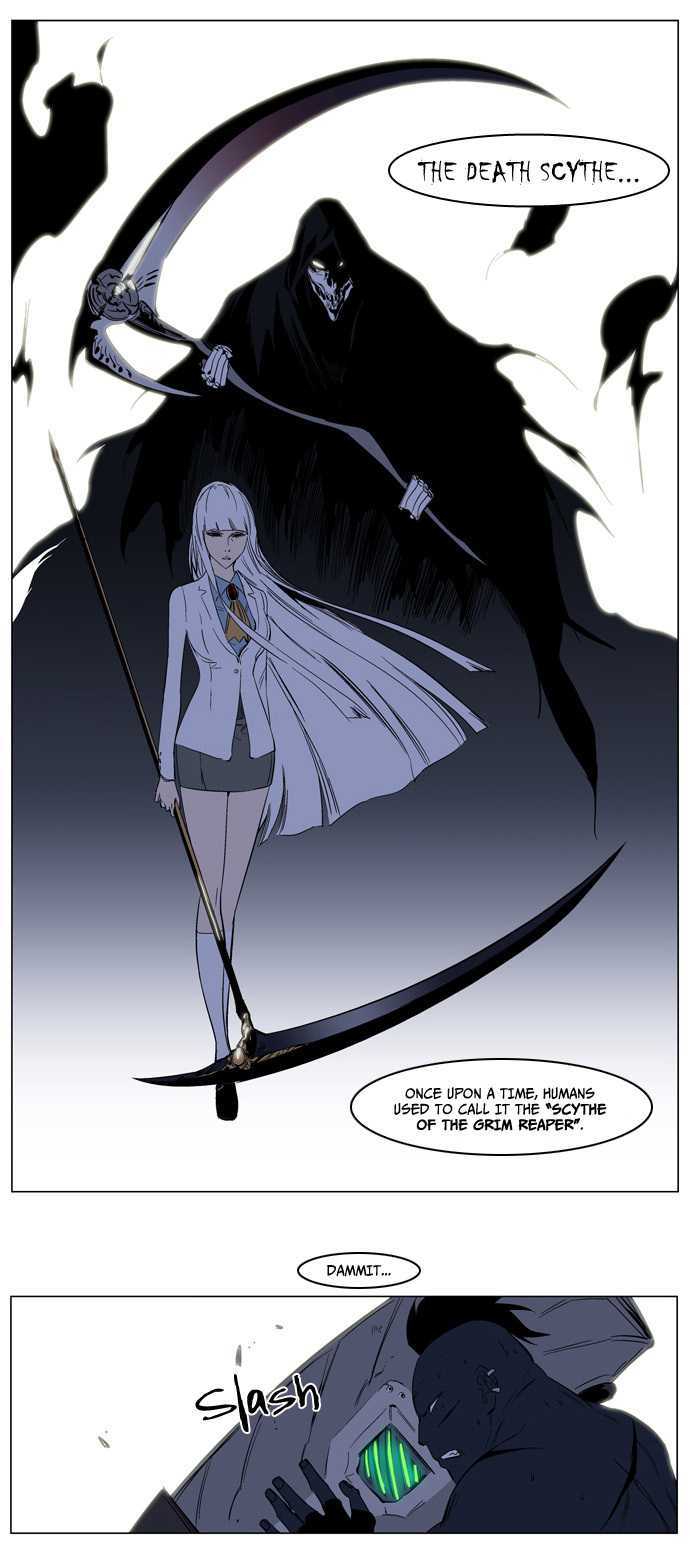 THE DEATH SCYTHE...
ONCE UPON A TIME, HUMANS
USED TO CALL IT THE "SCYTHE
OF THE GRIM REAPER".
DAMMIT...
Slash